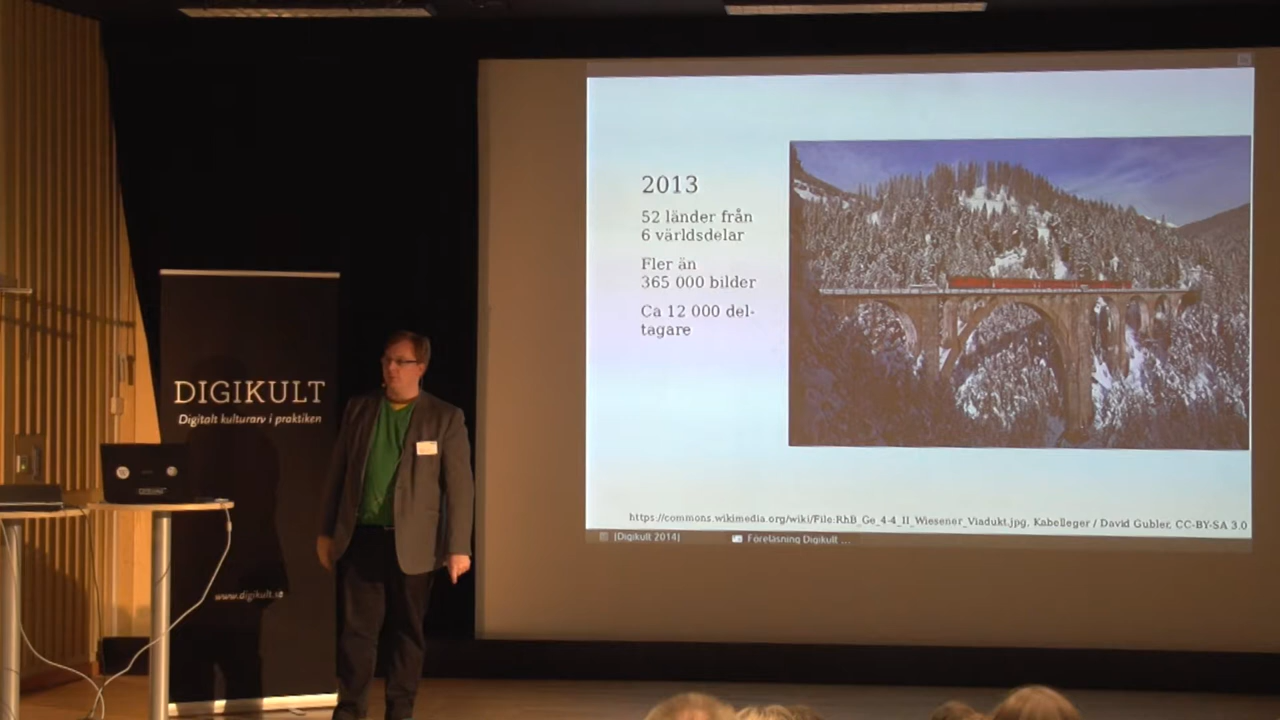 2013
52 länder från
6 världsdelar
Fler än
365 000 bilder
Ca 12 000 del-
tagare
https://commons.wikimedia.org/wiki/File:RhB_Ge_4-4_II_Wiesener_Viadukt.jpg, Kabelleger / David Gubler, CC-BY-SA 3.0
[Digikult 2014]
Föreläsning Digikult ...
DIGIKULT
Digitalt kulturarv i praktiken
www.digikult.se